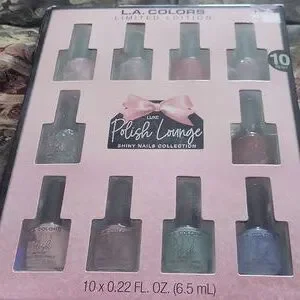 L.A. COLORS
LIMITED EDITION
10
LUXE
Polish Lounge
SHINY NAILS COLLECTION
10 x 0.22 FL. OZ. (6.5 mL)